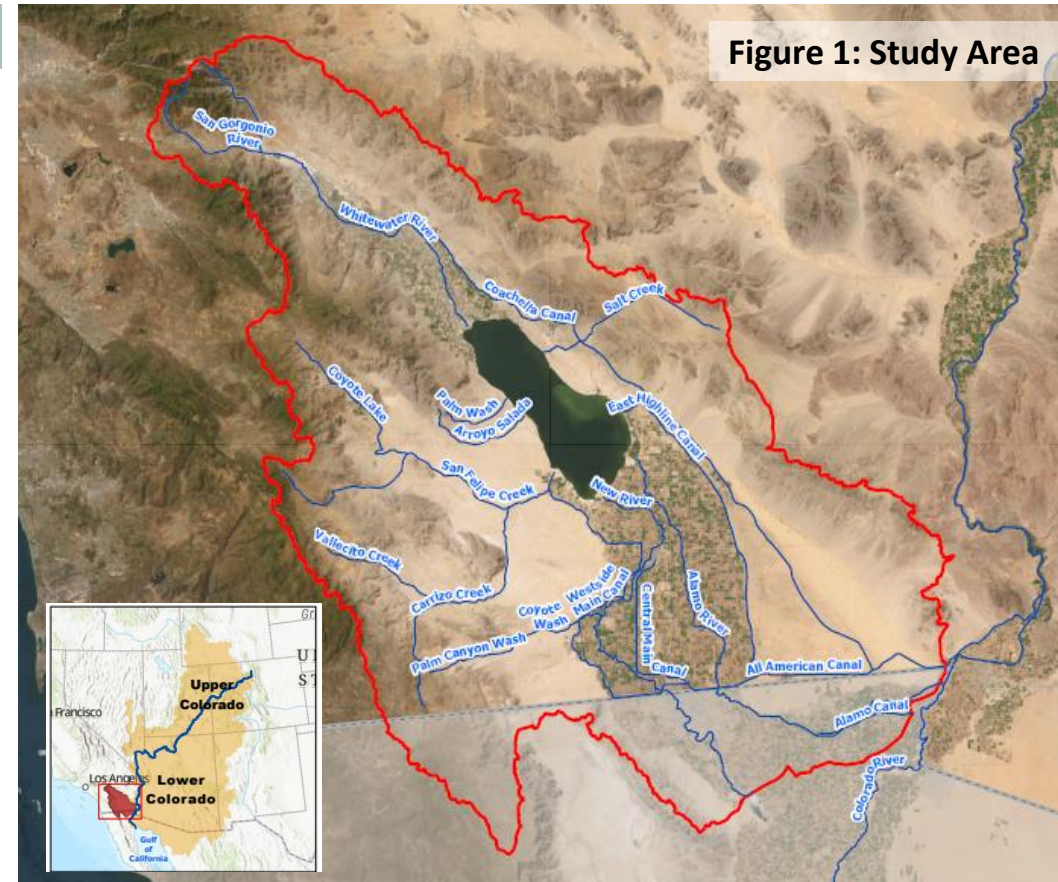 Figure 1: Study Area
San Gorgonio
River
Whitewater River
Coachella Canal
Salt Creek
Coyote Lake
Palm Wash
Arroyo Salada
East Highline Canal
San Felipe Creek
New River
Vallecito Creek
Carrizo Creek
Coyote
Wash
Westside
Main Canal
Central Main
Canal
Alamo River
Palm Canyon Wash
All American Canal
Alamo Canal
Colorado River
Upper
Colorado
Francisco
Los Angeles
Lower
Colorado
Gulf
of
California